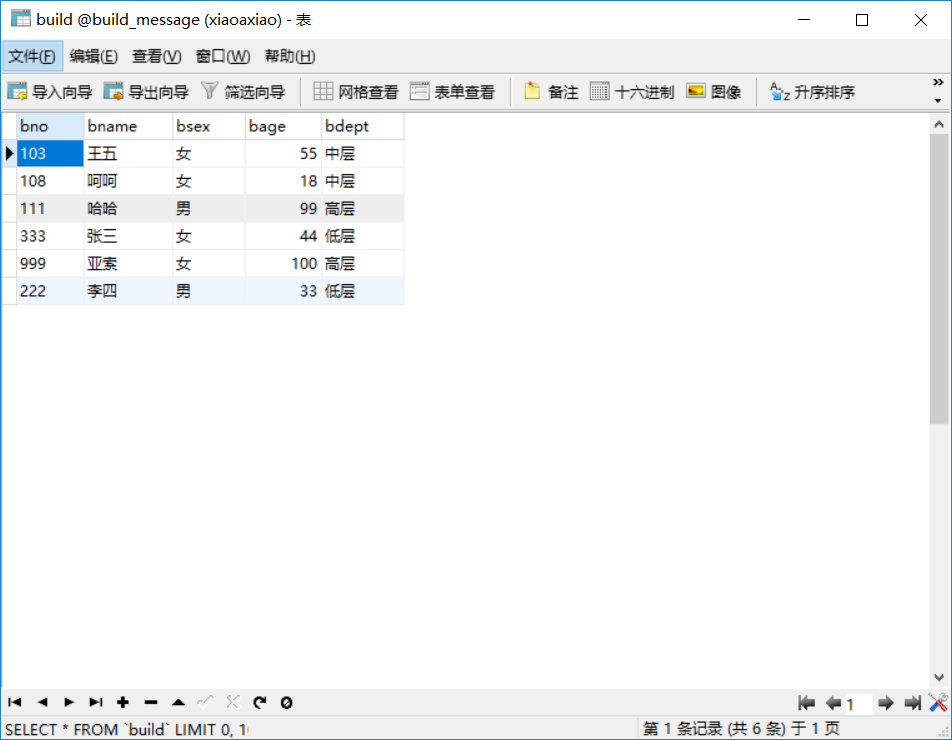 build @build_message (xiaoaxiao) - 表
文件(F) 编辑(E) 查看(V) 窗口(W) 帮助(H)
导入向导 导出向导 筛选向导 网格查看 表单查看 备注 十六进制 图像 升序排序
bno bname bsex bage bdept
103 王五 女 55 中层
108 呵呵 女 18 中层
111 哈哈 男 99 高层
333 张三 女 44 低层
999 亚索 女 100 高层
222 李四 男 33 低层
1
SELECT * FROM `build` LIMIT 0, 1 第 1 条记录 (共 6 条) 于 1 页